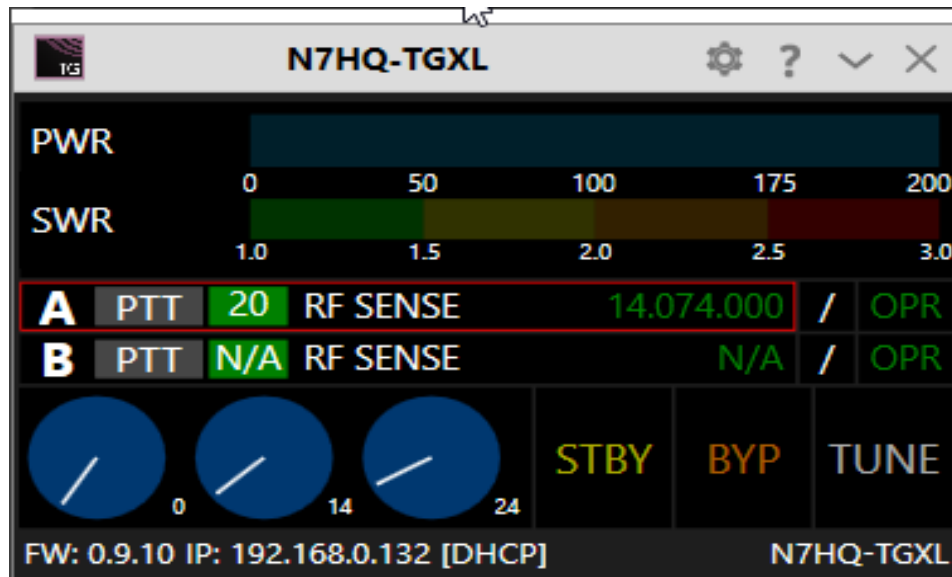 TG N7HQ-TGXL ?
PWR
0 50 100 175 200
SWR
1.0 1.5 2.0 2.5 3.0
A PTT 20 RF SENSE 14.074.000 / OPR
B PTT N/A RF SENSE N/A / OPR
0 14 24 STBY BYP TUNE
FW: 0.9.10 IP: 192.168.0.132 [DHCP] N7HQ-TGXL